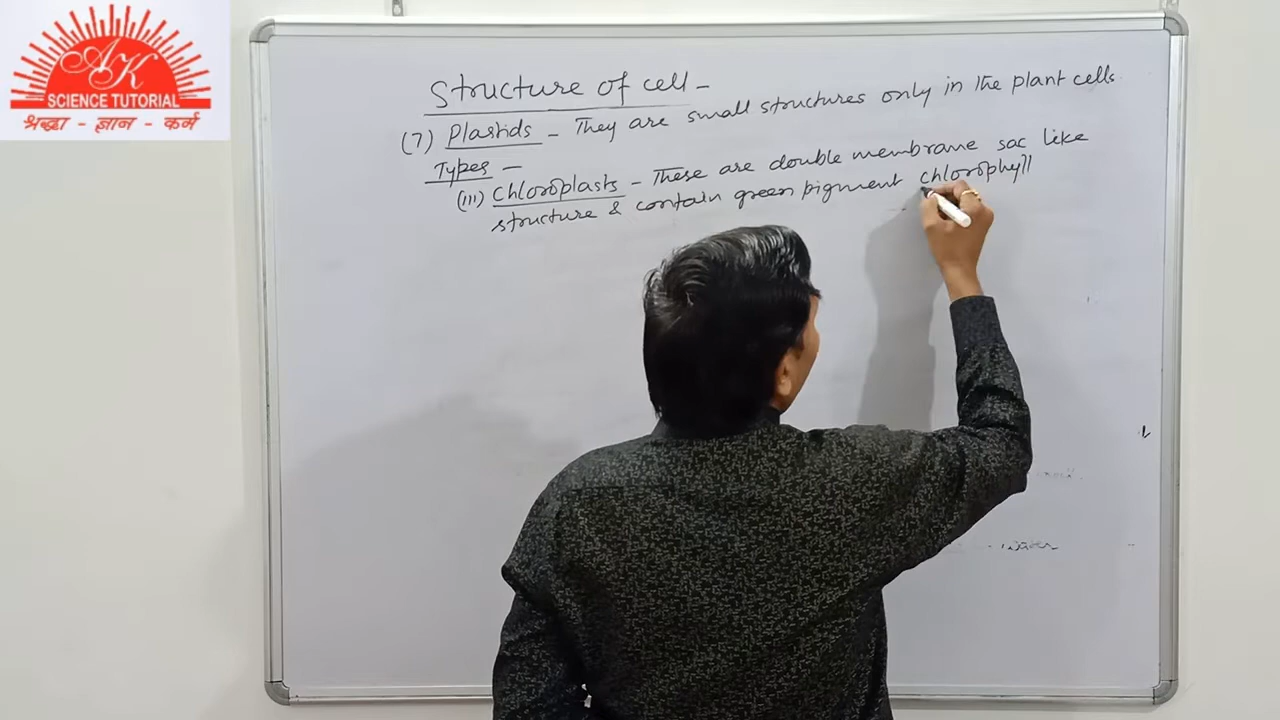 AK
SCIENCE TUTORIAL
श्रद्धा - ज्ञान - कर्म
Structure of cell -
(7) Plastids - They are small structures only in the plant cells.
Types -
(iii) Chloroplasts - These are double membrane sac like
structure & contain green pigment chlorophyll